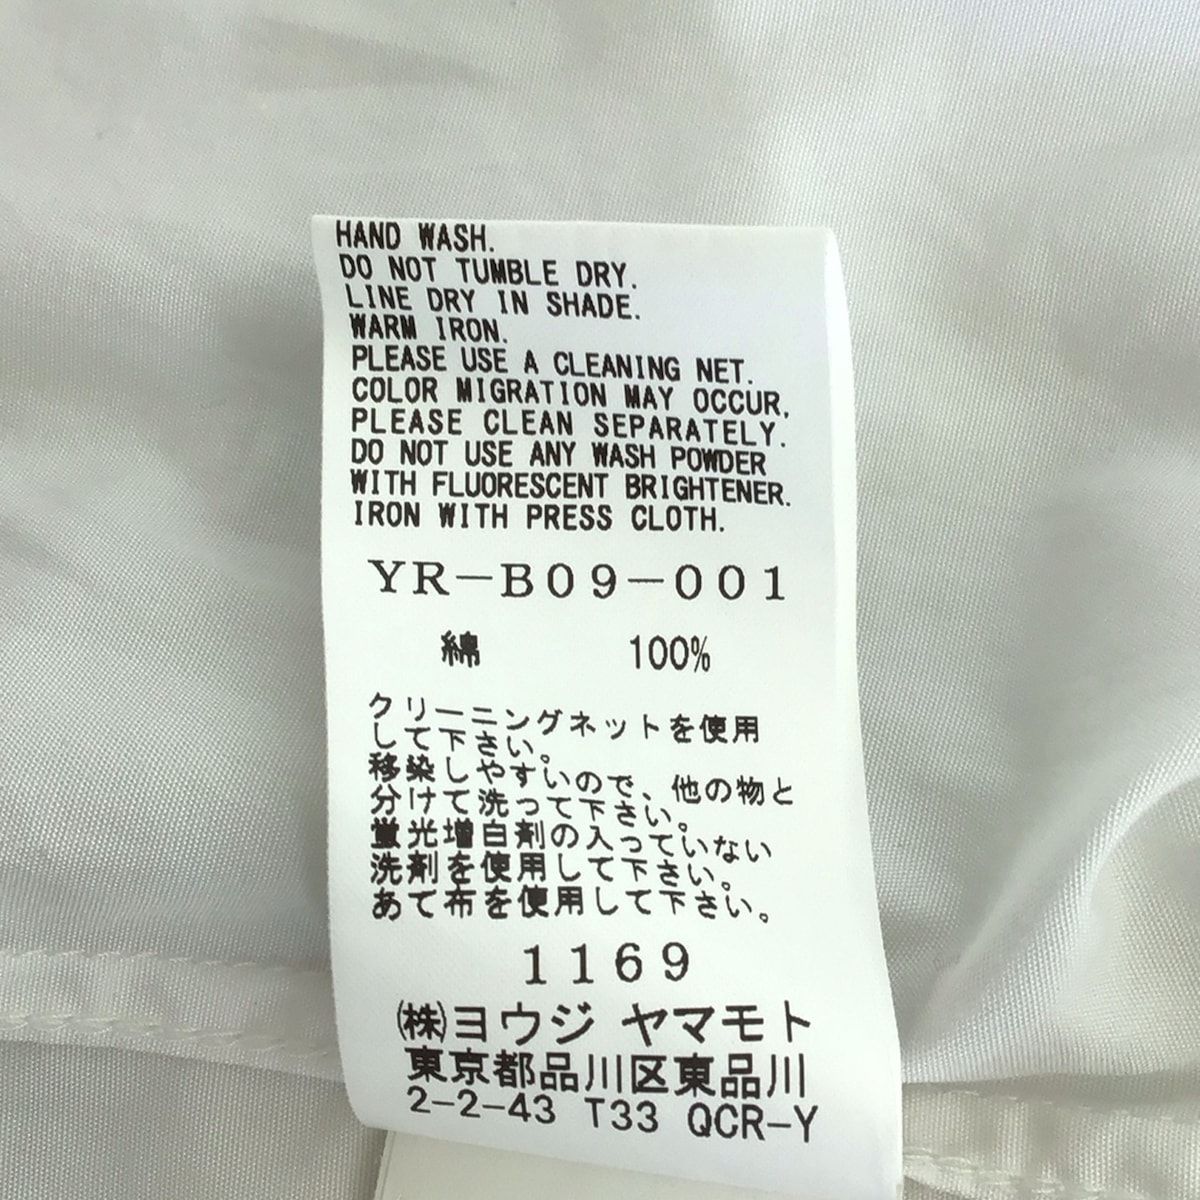 HAND WASH.
DO NOT TUMBLE DRY.
LINE DRY IN SHADE.
WARM IRON.
PLEASE USE A CLEANING NET.
COLOR MIGRATION MAY OCCUR,
PLEASE CLEAN SEPARATELY.
DO NOT USE ANY WASH POWDER
WITH FLUORESCENT BRIGHTENER.
IRON WITH PRESS CLOTH.
YR-B09-001
綿 100%
クリーニングネットを使用
して下さい。
移染しやすいので、他の物と
分けて洗って下さい。
蛍光増白剤の入っていない
洗剤を使用して下さい。
あて布を使用して下さい。
1169
㈱ヨウジ ヤマモト
東京都品川区東品川
2-2-43 T33 QCR-Y